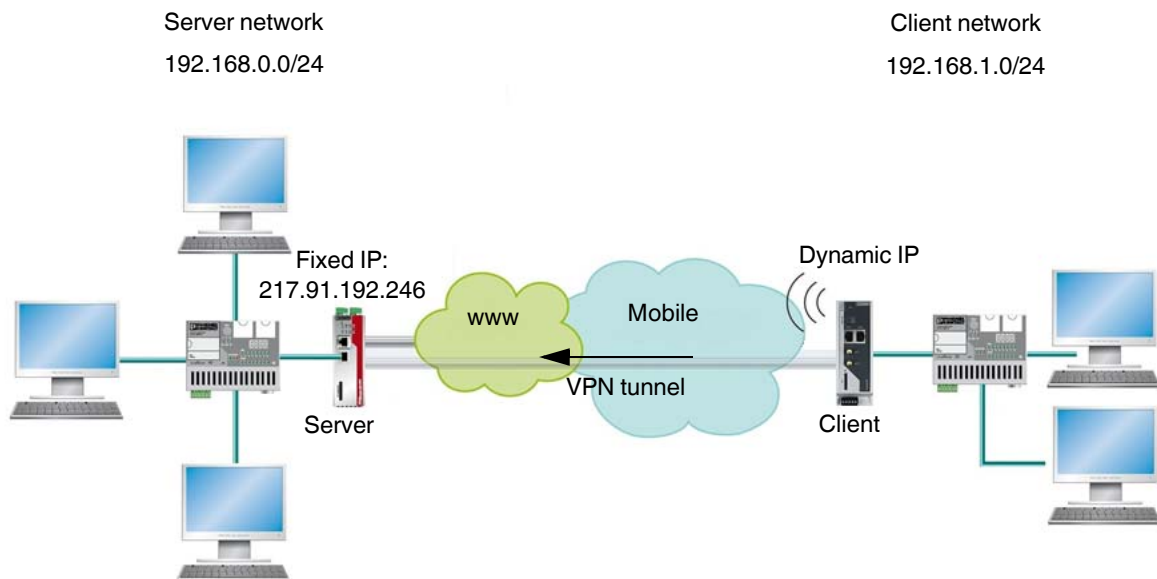 Server network
192.168.0.0/24
Client network
192.168.1.0/24
Fixed IP:
217.91.192.246
Dynamic IP
www
Mobile
VPN tunnel
Server
Client